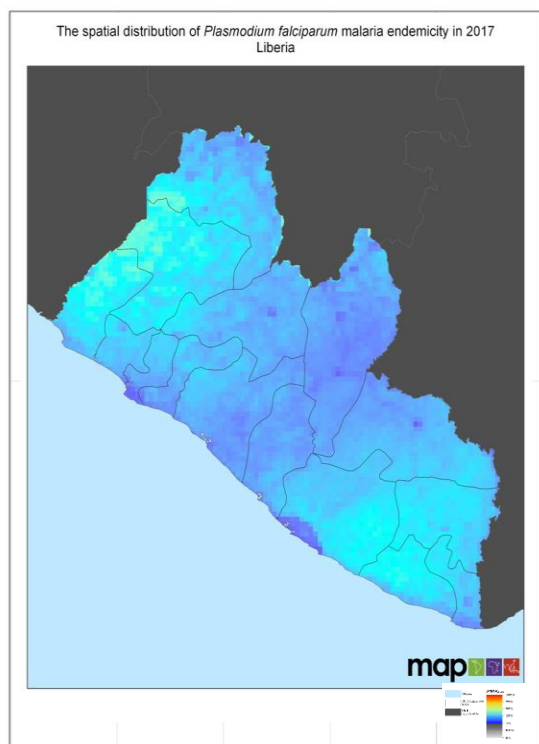 The spatial distribution of Plasmodium falciparum malaria endemicity in 2017
Liberia
map